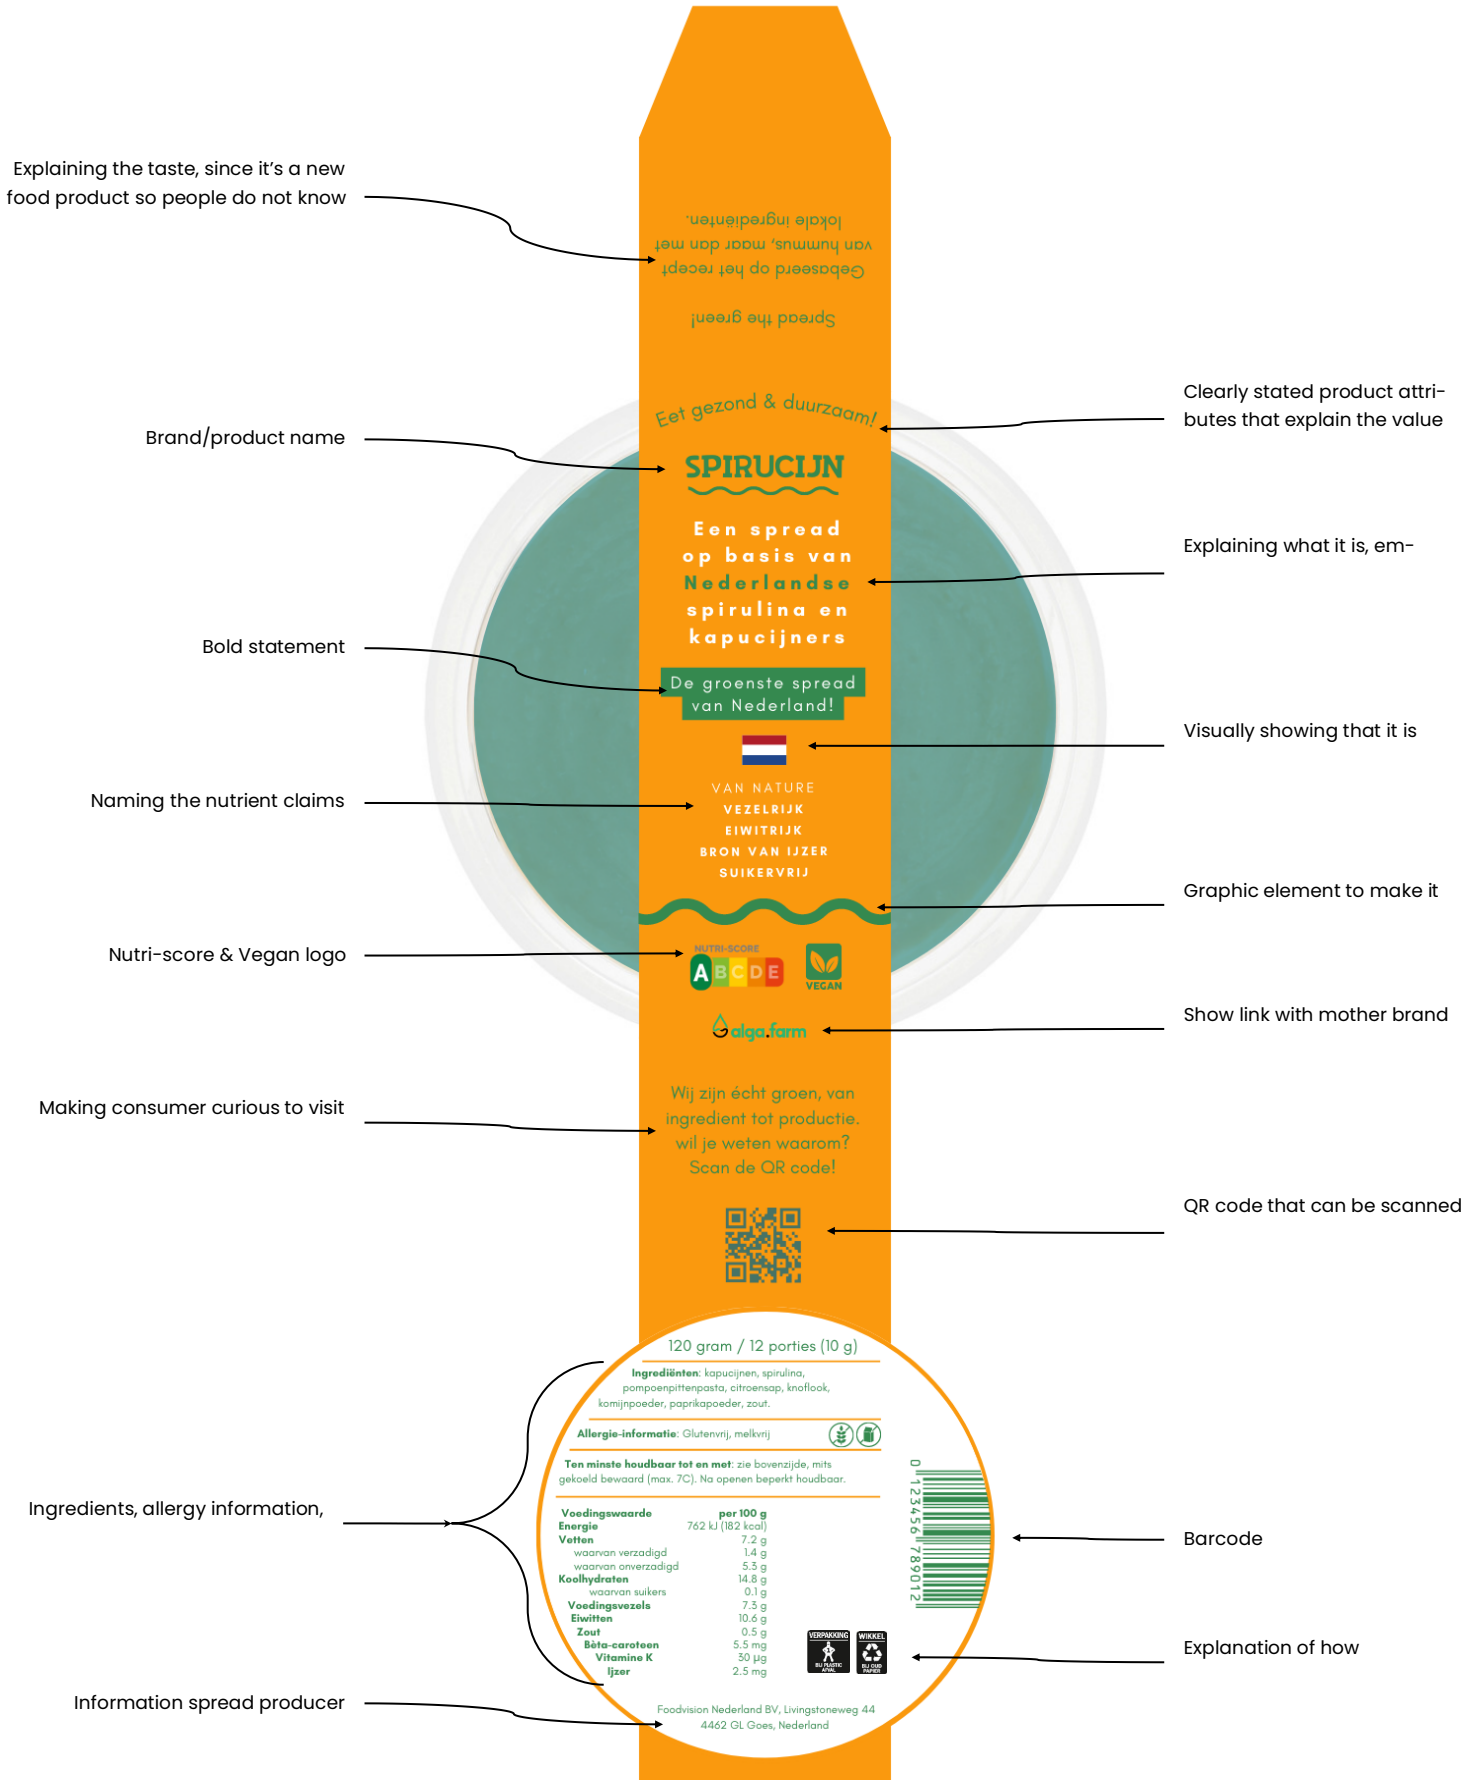 Explaining the taste, since it's a new
food product so people do not know
Gebaseerd op het recept
van hummus, maar dan met
lokale ingrediënten.
Spread the green!
Clearly stated product attri-
butes that explain the value
Eet gezond & duurzaam!
Brand/product name
SPIRUCIJN
Explaining what it is, em-
Een spread
op basis van
Nederlandse
spirulina en
kapucijners
Bold statement
De groenste spread
van Nederland!
Visually showing that it is
Naming the nutrient claims
VAN NATURE
VEZELRIJK
EIWITRIJK
BRON VAN IJZER
SUIKERVRIJ
Graphic element to make it
Nutri-score & Vegan logo
NUTRI-SCORE
A B C D E
VEGAN
Show link with mother brand
alga.farm
Making consumer curious to visit
Wij zijn écht groen, van
ingredient tot productie.
wil je weten waarom?
Scan de QR code!
QR code that can be scanned
120 gram / 12 porties (10 g)
Ingrediënten: kapucijnen, spirulina,
pompoenpittenpasta, citroensap, knoflook,
komijnpoeder, paprikapoeder, zout.
Allergie-informatie: Glutenvrij, melkvrij
Ten minste houdbaar tot en met: zie bovenzijde, mits
gekoeld bewaard (max. 7C). Na openen beperkt houdbaar.
Ingredients, allergy information,
Voedingswaarde per 100 g
Energie 762 kJ (182 kcal)
Vetten 7.2 g
waarvan verzadigd 1.4 g
waarvan onverzadigd 5.3 g
Koolhydraten 14.8 g
waarvan suikers 0.1 g
Voedingsvezels 7.3 g
Eiwitten 10.6 g
Zout 0.5 g
Bèta-caroteen 5.5 mg
Vitamine K 30 µg
Ijzer 2.5 mg
0 123456 789012
Barcode
VERPAKKING
BIJ PLASTIC
AFVAL
WIKKEL
BIJ OUD
PAPIER
Explanation of how
Information spread producer
Foodvision Nederland BV, Livingstoneweg 44
4462 GL Goes, Nederland